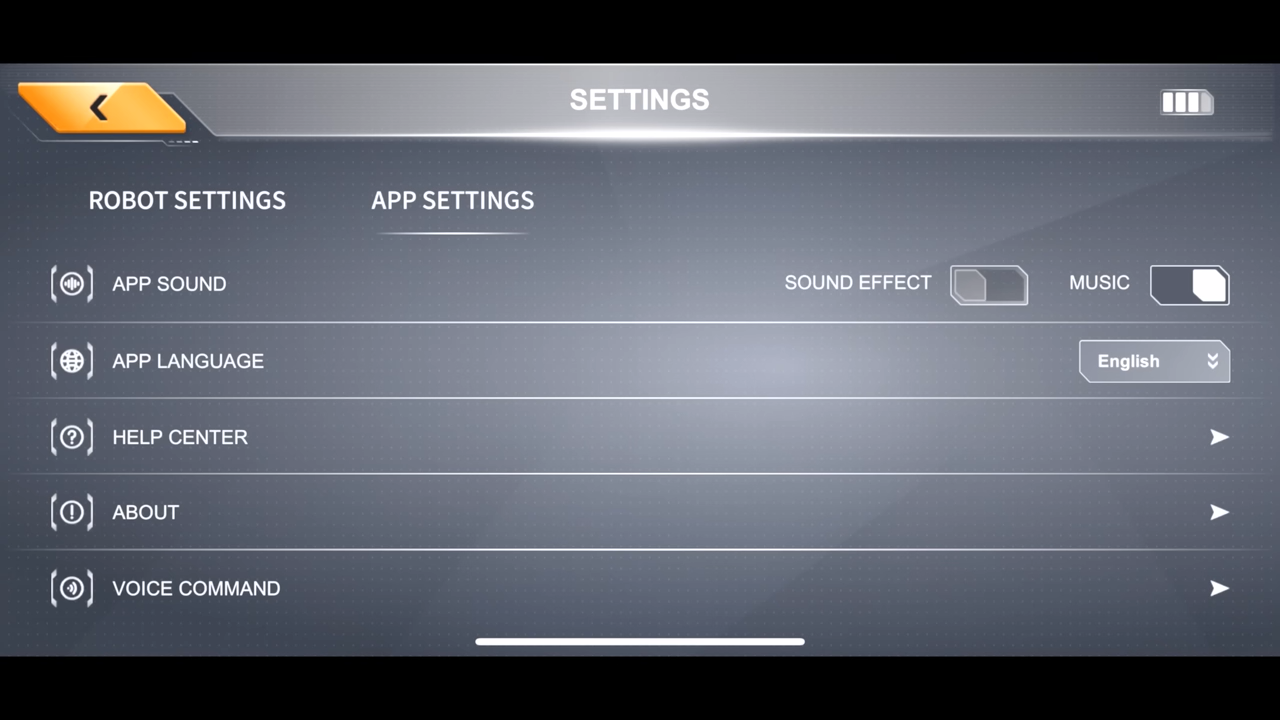 SETTINGS
ROBOT SETTINGS APP SETTINGS
APP SOUND SOUND EFFECT MUSIC
APP LANGUAGE English
HELP CENTER
ABOUT
VOICE COMMAND